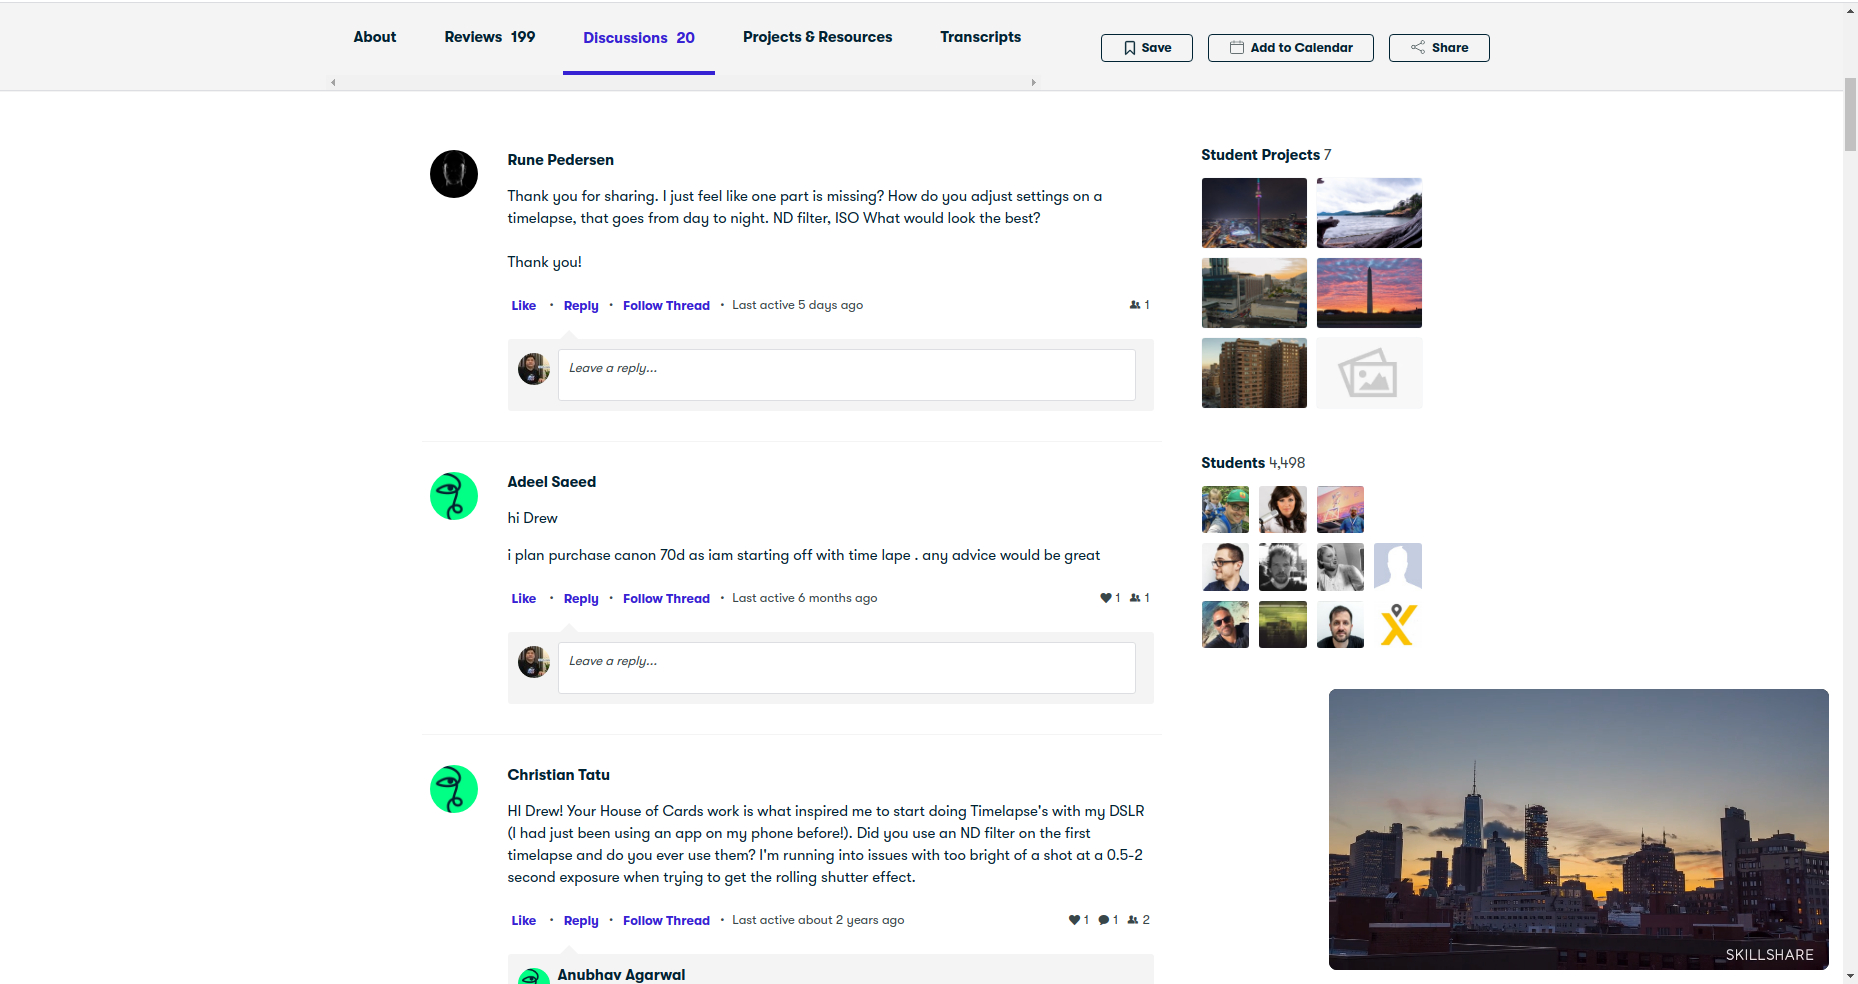 About Reviews 199 Discussions 20 Projects & Resources Transcripts Save Add to Calendar Share
Rune Pedersen
Thank you for sharing. I just feel like one part is missing? How do you adjust settings on a
timelapse, that goes from day to night. ND filter, ISO What would look the best?
Thank you!
Like · Reply · Follow Thread · Last active 5 days ago 1
Leave a reply...
Adeel Saeed
hi Drew
i plan purchase canon 70d as iam starting off with time lape . any advice would be great
Like · Reply · Follow Thread · Last active 6 months ago 1 1
Leave a reply...
Christian Tatu
HI Drew! Your House of Cards work is what inspired me to start doing Timelapse's with my DSLR
(I had just been using an app on my phone before!). Did you use an ND filter on the first
timelapse and do you ever use them? I'm running into issues with too bright of a shot at a 0.5-2
second exposure when trying to get the rolling shutter effect.
Like · Reply · Follow Thread · Last active about 2 years ago 1 1 2
Anubhav Agarwal
Student Projects 7
Students 4,498
SKILLSHARE